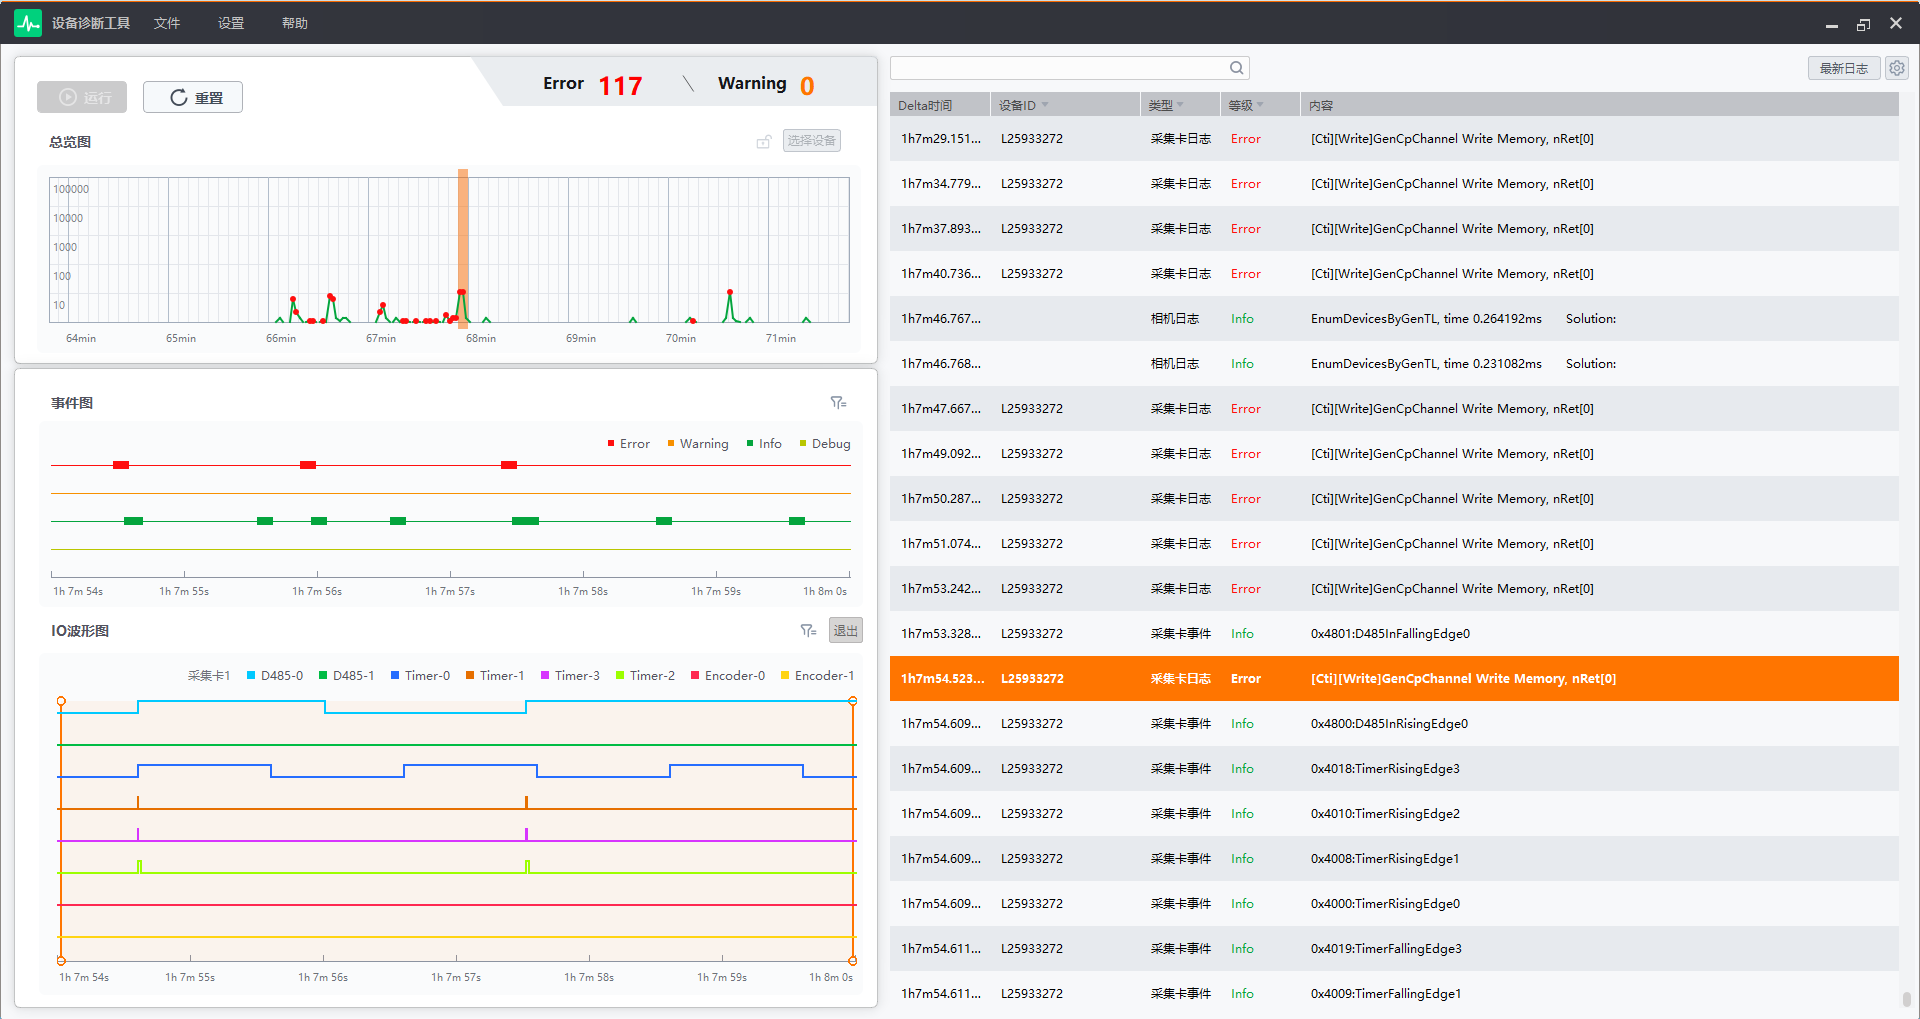 设备诊断工具 文件 设置 帮助
运行 重置 Error 117 Warning 0
总览图 选择设备
100000
10000
1000
100
10
64min 65min 66min 67min 68min 69min 70min 71min
事件图
Error Warning Info Debug
1h 7m 54s 1h 7m 55s 1h 7m 56s 1h 7m 57s 1h 7m 58s 1h 7m 59s 1h 8m 0s
IO波形图 退出
采集卡1 D485-0 D485-1 Timer-0 Timer-1 Timer-3 Timer-2 Encoder-0 Encoder-1
1h 7m 54s 1h 7m 55s 1h 7m 56s 1h 7m 57s 1h 7m 58s 1h 7m 59s 1h 8m 0s
最新日志
Delta时间 设备ID 类型 等级 内容
1h7m29.151... L25933272 采集卡日志 Error [Cti][Write]GenCpChannel Write Memory, nRet[0]
1h7m34.779... L25933272 采集卡日志 Error [Cti][Write]GenCpChannel Write Memory, nRet[0]
1h7m37.893... L25933272 采集卡日志 Error [Cti][Write]GenCpChannel Write Memory, nRet[0]
1h7m40.736... L25933272 采集卡日志 Error [Cti][Write]GenCpChannel Write Memory, nRet[0]
1h7m46.767... 相机日志 Info EnumDevicesByGenTL, time 0.264192ms Solution:
1h7m46.768... 相机日志 Info EnumDevicesByGenTL, time 0.231082ms Solution:
1h7m47.667... L25933272 采集卡日志 Error [Cti][Write]GenCpChannel Write Memory, nRet[0]
1h7m49.092... L25933272 采集卡日志 Error [Cti][Write]GenCpChannel Write Memory, nRet[0]
1h7m50.287... L25933272 采集卡日志 Error [Cti][Write]GenCpChannel Write Memory, nRet[0]
1h7m51.074... L25933272 采集卡日志 Error [Cti][Write]GenCpChannel Write Memory, nRet[0]
1h7m53.242... L25933272 采集卡日志 Error [Cti][Write]GenCpChannel Write Memory, nRet[0]
1h7m53.328... L25933272 采集卡事件 Info 0x4801:D485InFallingEdge0
1h7m54.523... L25933272 采集卡日志 Error [Cti][Write]GenCpChannel Write Memory, nRet[0]
1h7m54.609... L25933272 采集卡事件 Info 0x4800:D485InRisingEdge0
1h7m54.609... L25933272 采集卡事件 Info 0x4018:TimerRisingEdge3
1h7m54.609... L25933272 采集卡事件 Info 0x4010:TimerRisingEdge2
1h7m54.609... L25933272 采集卡事件 Info 0x4008:TimerRisingEdge1
1h7m54.609... L25933272 采集卡事件 Info 0x4000:TimerRisingEdge0
1h7m54.611... L25933272 采集卡事件 Info 0x4019:TimerFallingEdge3
1h7m54.611... L25933272 采集卡事件 Info 0x4009:TimerFallingEdge1